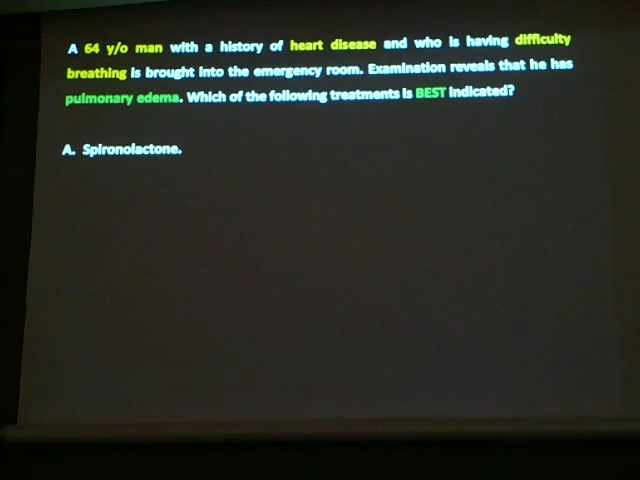 A 64 y/o man with a history of heart disease and who is having difficulty
breathing is brought into the emergency room. Examination reveals that he has
pulmonary edema. Which of the following treatments is BEST indicated?
A. Spironolactone.